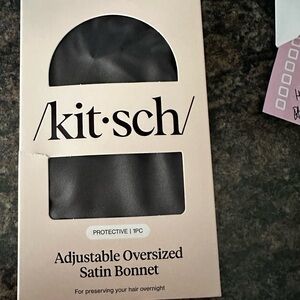 /kit·sch/
PROTECTIVE | 1PC
Adjustable Oversized
Satin Bonnet
For preserving your hair overnight